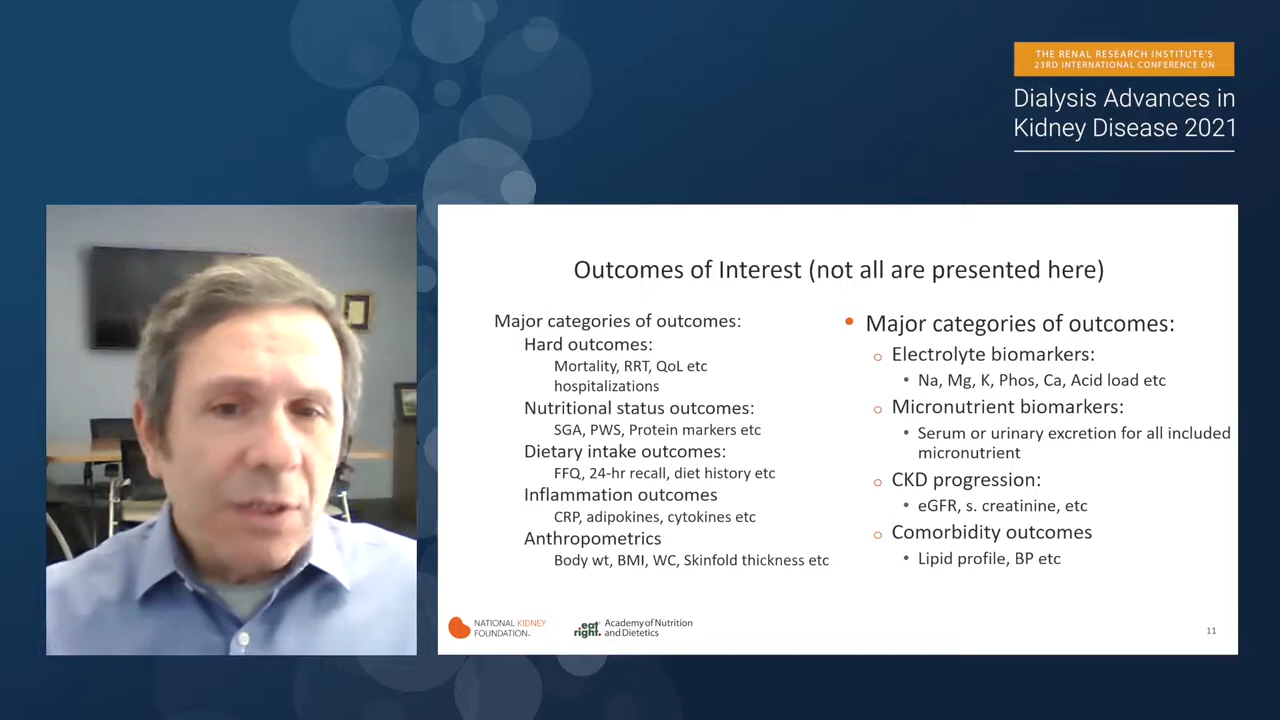 THE RENAL RESEARCH INSTITUTE'S
23RD INTERNATIONAL CONFERENCE ON
Dialysis Advances in
Kidney Disease 2021
Outcomes of Interest (not all are presented here)
Major categories of outcomes:
Hard outcomes:
Mortality, RRT, QoL etc
hospitalizations
Nutritional status outcomes:
SGA, PWS, Protein markers etc
Dietary intake outcomes:
FFQ, 24-hr recall, diet history etc
Inflammation outcomes
CRP, adipokines, cytokines etc
Anthropometrics
Body wt, BMI, WC, Skinfold thickness etc
• Major categories of outcomes:
o Electrolyte biomarkers:
• Na, Mg, K, Phos, Ca, Acid load etc
o Micronutrient biomarkers:
• Serum or urinary excretion for all included
micronutrient
o CKD progression:
• eGFR, s. creatinine, etc
o Comorbidity outcomes
• Lipid profile, BP etc
NATIONAL KIDNEY
FOUNDATION®
eat
right.
Academy of Nutrition
and Dietetics
11